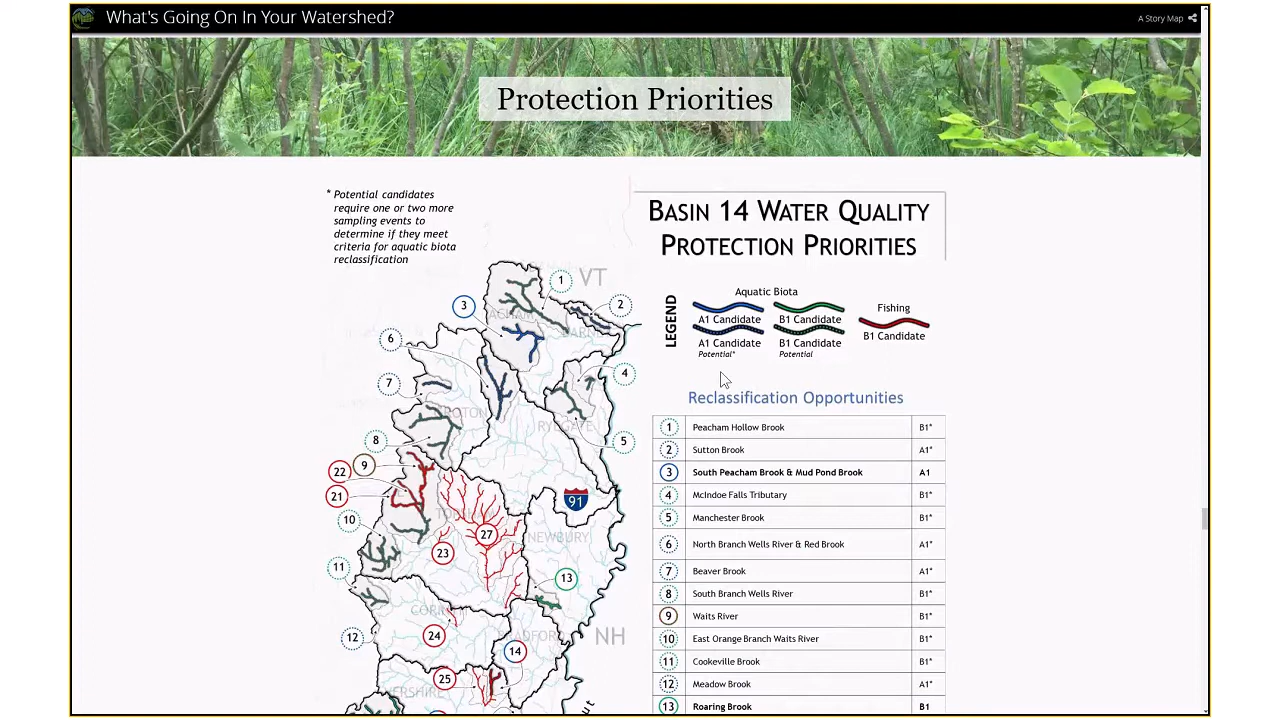 What's Going On In Your Watershed?
A Story Map
Protection Priorities
* Potential candidates
require one or two more
sampling events to
determine if they meet
criteria for aquatic biota
reclassification
BASIN 14 WATER QUALITY
PROTECTION PRIORITIES
LEGEND
Aquatic Biota
A1 Candidate
B1 Candidate
A1 Candidate
Potential*
B1 Candidate
Potential
Fishing
B1 Candidate
Reclassification Opportunities
1 Peacham Hollow Brook B1*
2 Sutton Brook A1*
3 South Peacham Brook & Mud Pond Brook A1
4 McIndoe Falls Tributary B1*
5 Manchester Brook B1*
6 North Branch Wells River & Red Brook A1*
7 Beaver Brook A1*
8 South Branch Wells River B1*
9 Waits River B1*
10 East Orange Branch Waits River B1*
11 Cookeville Brook B1*
12 Meadow Brook A1*
13 Roaring Brook B1
1
VT
3
2
6
4
7
8
5
22
9
21
91
10
27
NEWBURY
23
11
13
12
24
NH
14
25